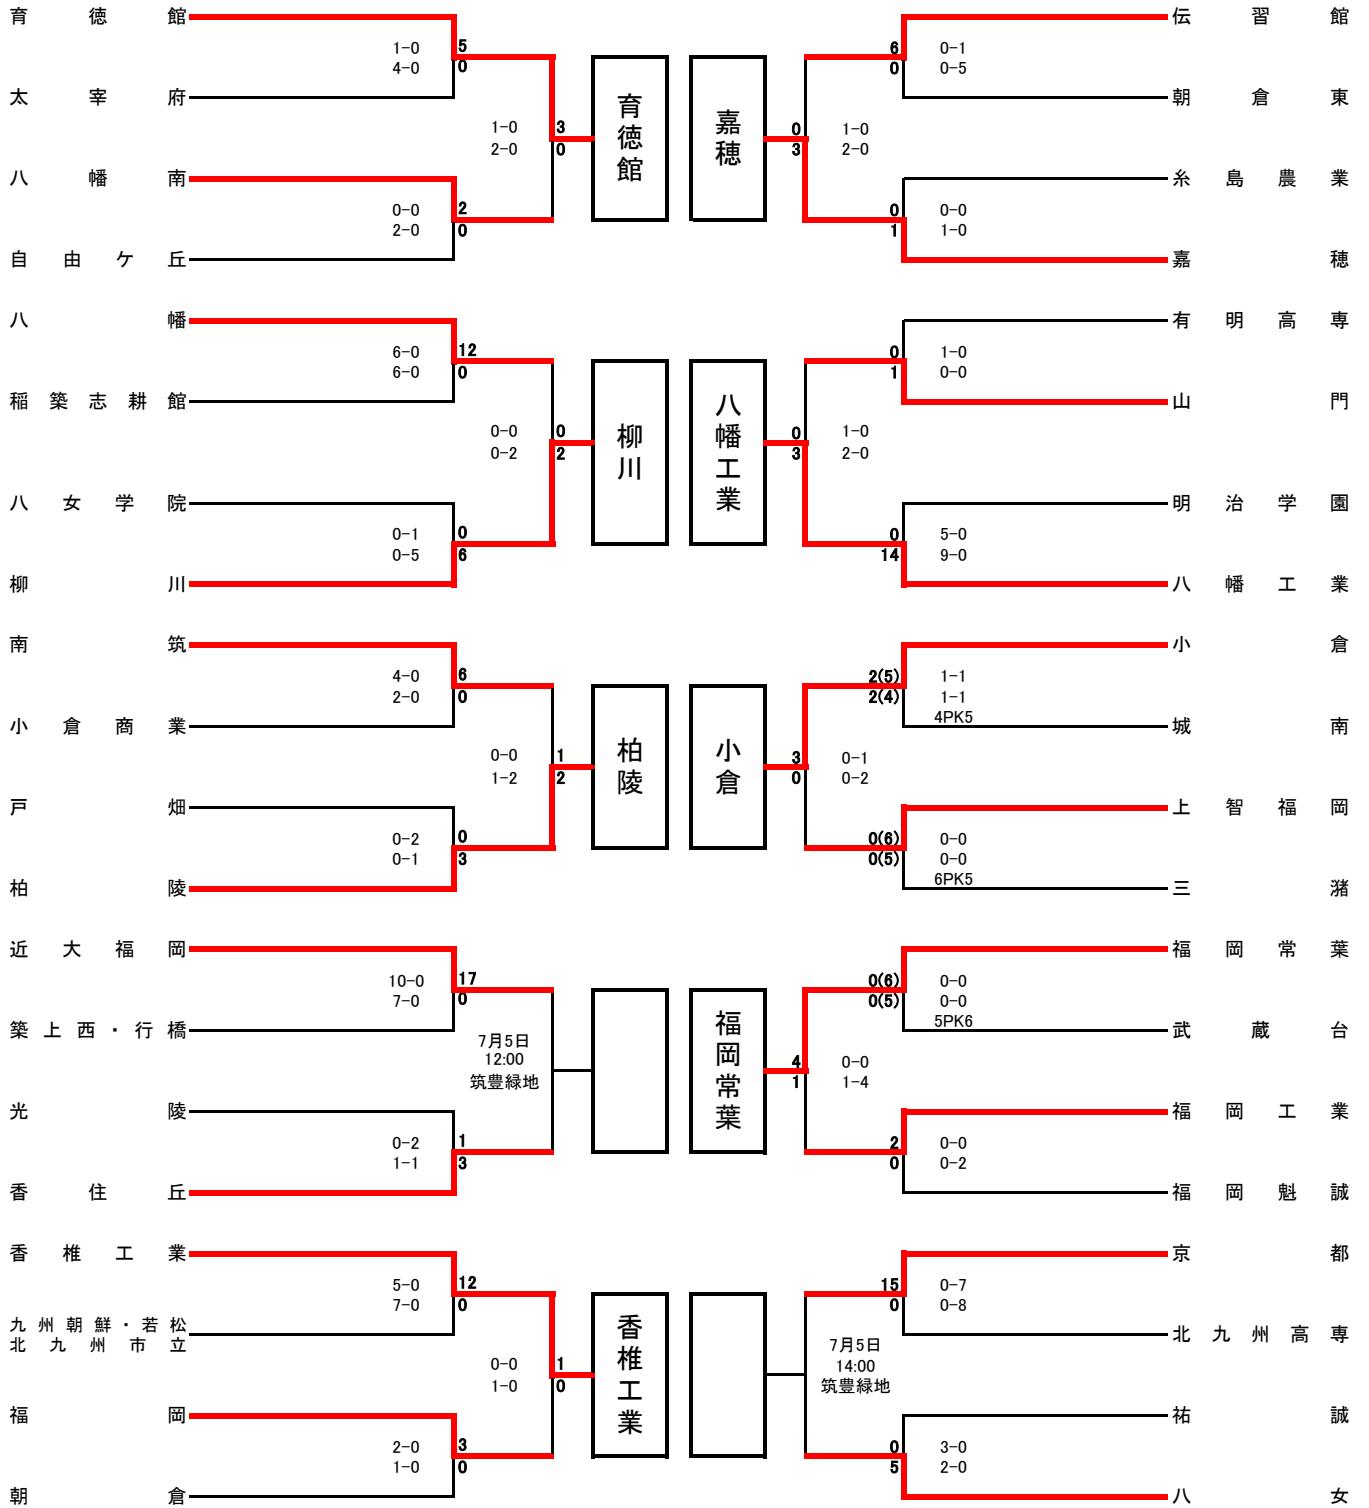 育徳館
1-0
4-0
5
0
太宰府
1-0
2-0
3
0
八幡南
0-0
2-0
2
0
自由ケ丘
育徳館
八幡
6-0
6-0
12
0
稲築志耕館
0-0
0-2
0
2
八女学院
0-1
0-5
0
6
柳川
柳川
南筑
4-0
2-0
6
0
小倉商業
0-0
1-2
1
2
戸畑
0-2
0-1
0
3
柏陵
柏陵
近大福岡
10-0
7-0
17
0
築上西・行橋
7月5日
12:00
筑豊緑地
光陵
0-2
1-1
1
3
香住丘
香椎工業
5-0
7-0
12
0
九州朝鮮・若松
北九州市立
0-0
1-0
1
0
福岡
2-0
1-0
3
0
朝倉
香椎工業
伝習館
6
0
0-1
0-5
朝倉東
嘉穂
0
3
1-0
2-0
糸島農業
0
1
0-0
1-0
嘉穂
有明高専
0
1
1-0
0-0
山門
八幡工業
0
3
1-0
2-0
明治学園
0
14
5-0
9-0
八幡工業
小倉
2(5)
2(4)
1-1
1-1
4PK5
城南
小倉
3
0
0-1
0-2
上智福岡
0(6)
0(5)
0-0
0-0
6PK5
三潴
福岡常葉
0(6)
0(5)
0-0
0-0
5PK6
武蔵台
福岡常葉
4
1
0-0
1-4
福岡工業
2
0
0-0
0-2
福岡魁誠
京都
15
0
0-7
0-8
北九州高専
7月5日
14:00
筑豊緑地
祐誠
0
5
3-0
2-0
八女